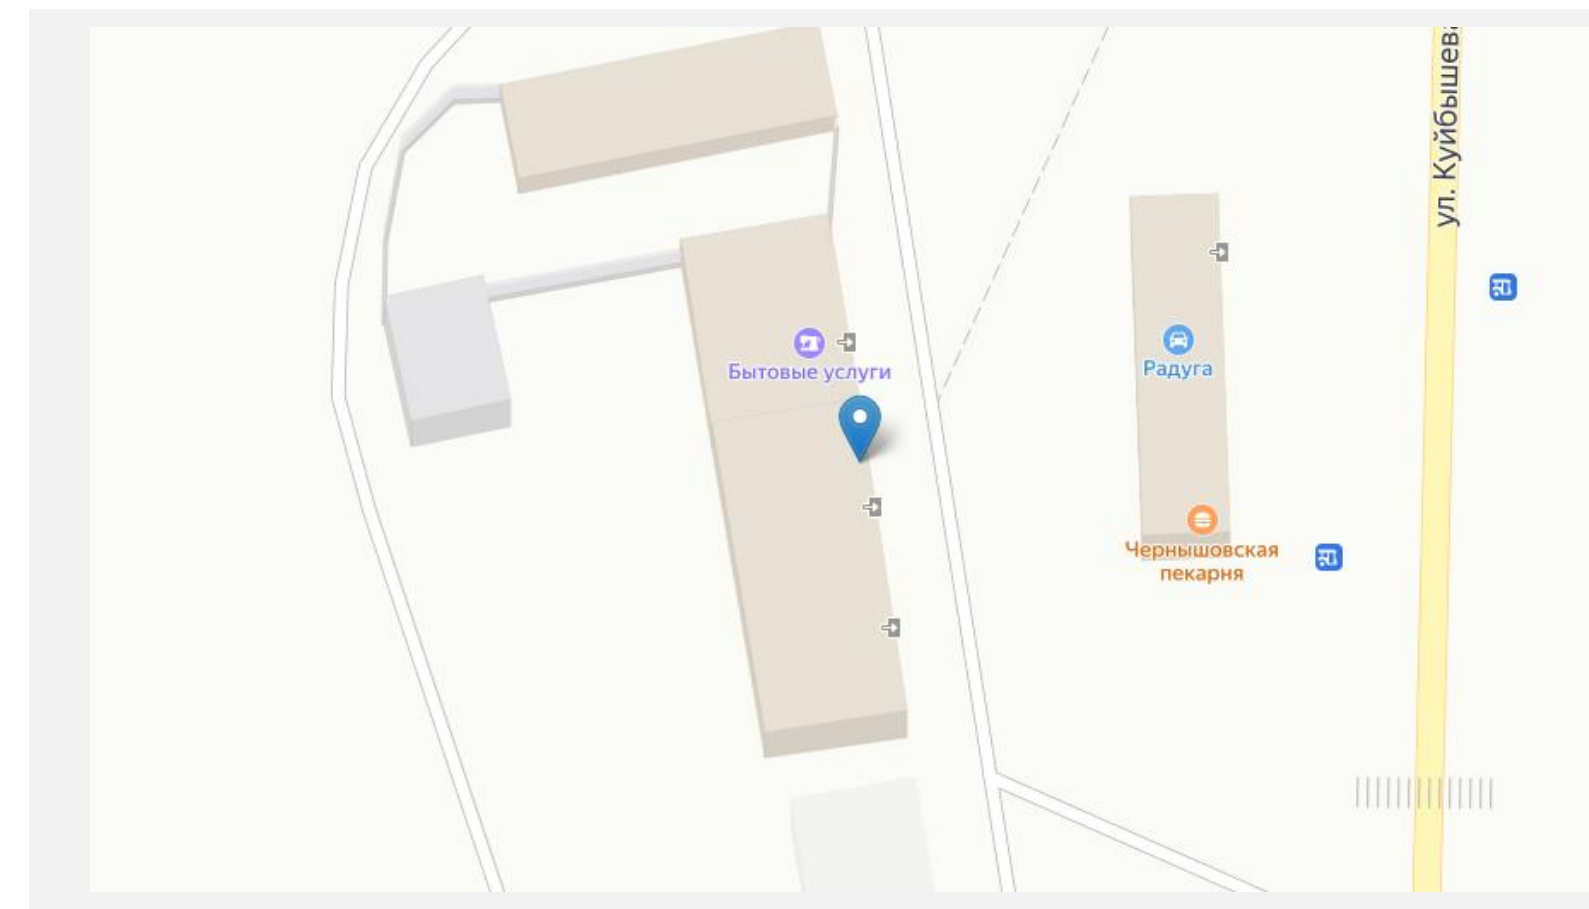 ул. Куйбышева
Бытовые услуги
Радуга
Чернышовская
пекарня